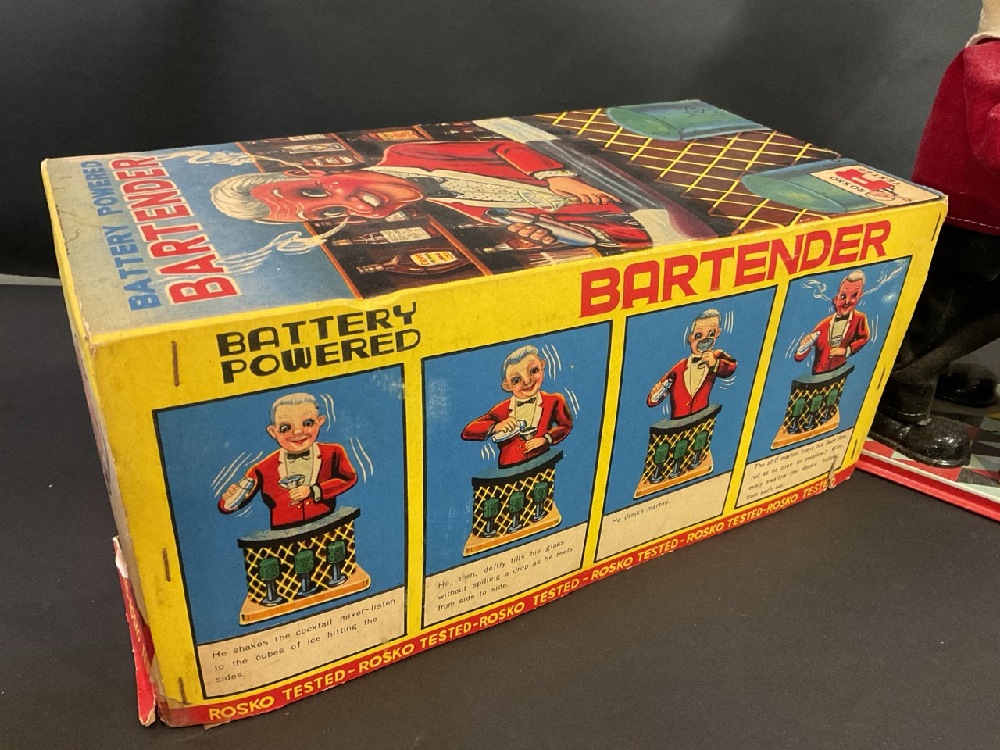 BATTERY POWERED
BARTENDER
ROSKO
BARTENDER
BATTERY
POWERED
He shakes the cocktail mixer-listen
to the cubes of ice hitting the
sides.
He, then, deftly fills his glass
without spilling a drop as he reels
from side to side.
He drinks
ROSKO TESTED-ROSKO TESTED-ROSKO TESTED-ROSKO TESTED-ROSKO TESTED-ROSKO TESTED